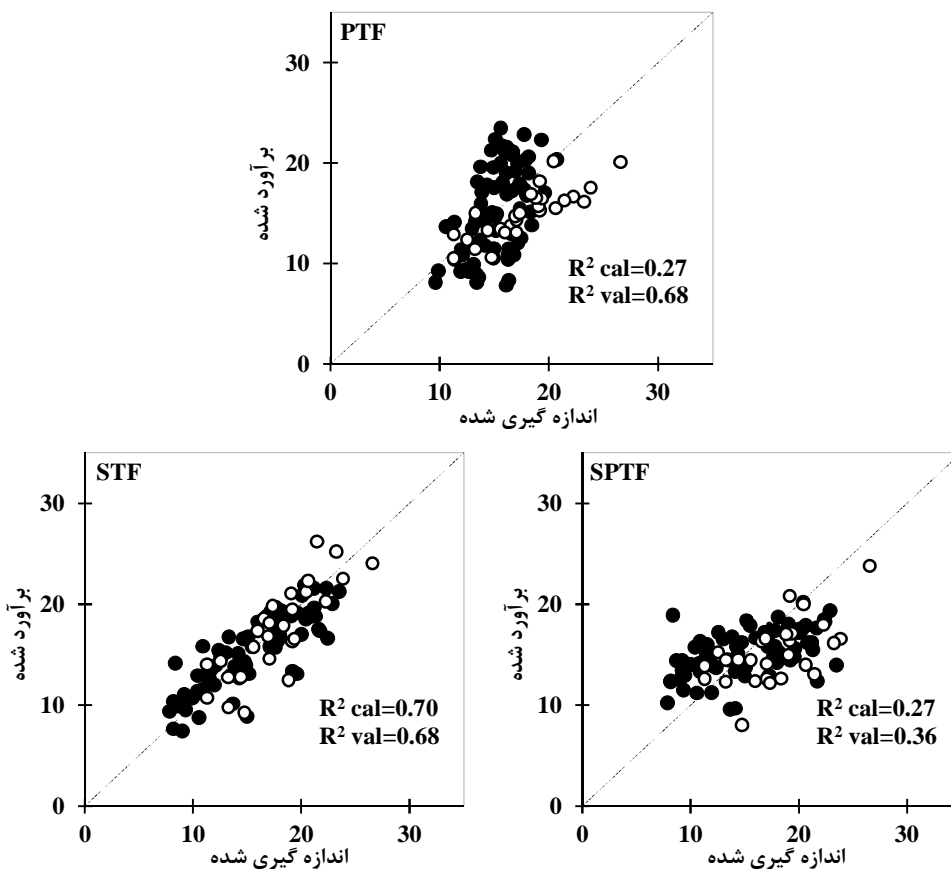 PTF
30
20
10
0
0 10 20 30
برآورد شده
اندازه گیری شده
R² cal=0.27
R² val=0.68
STF
30
20
10
0
0 10 20 30
برآورد شده
اندازه گیری شده
R² cal=0.70
R² val=0.68
SPTF
30
20
10
0
0 10 20 30
برآورد شده
اندازه گیری شده
R² cal=0.27
R² val=0.36